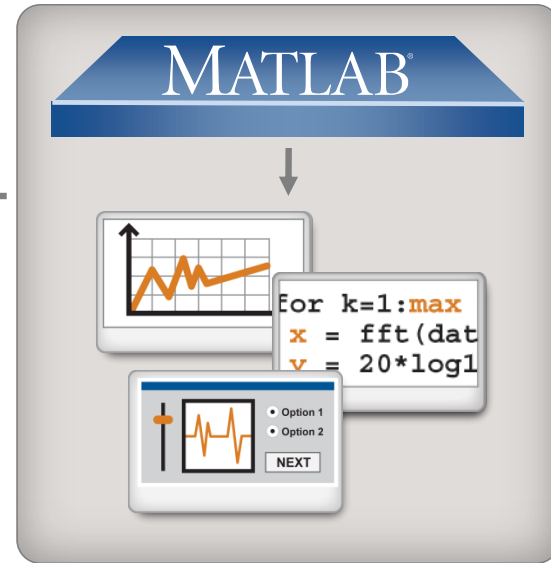 MATLAB®
for k=1:max
x = fft(dat
y = 20*log1
Option 1
Option 2
NEXT